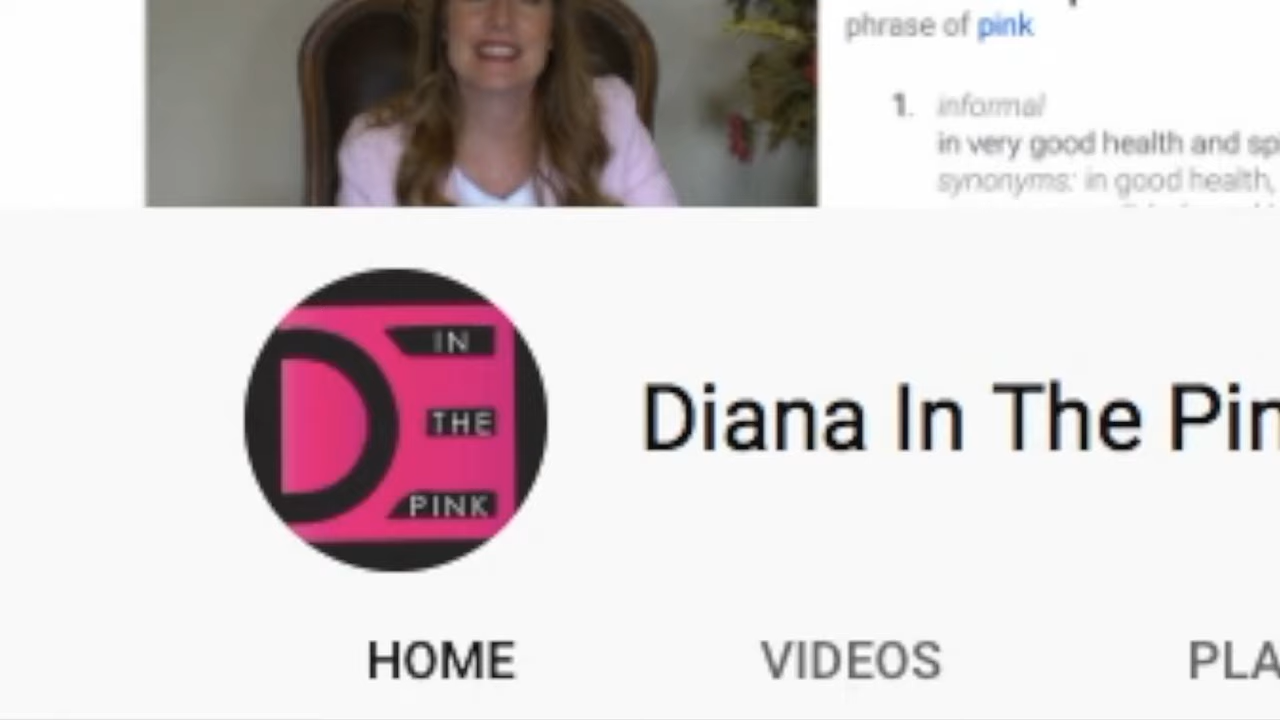 phrase of pink
1. informal
in very good health and sp
synonyms: in good health,
IN
THE
PINK
Diana In The Pin
HOME
VIDEOS
PLA